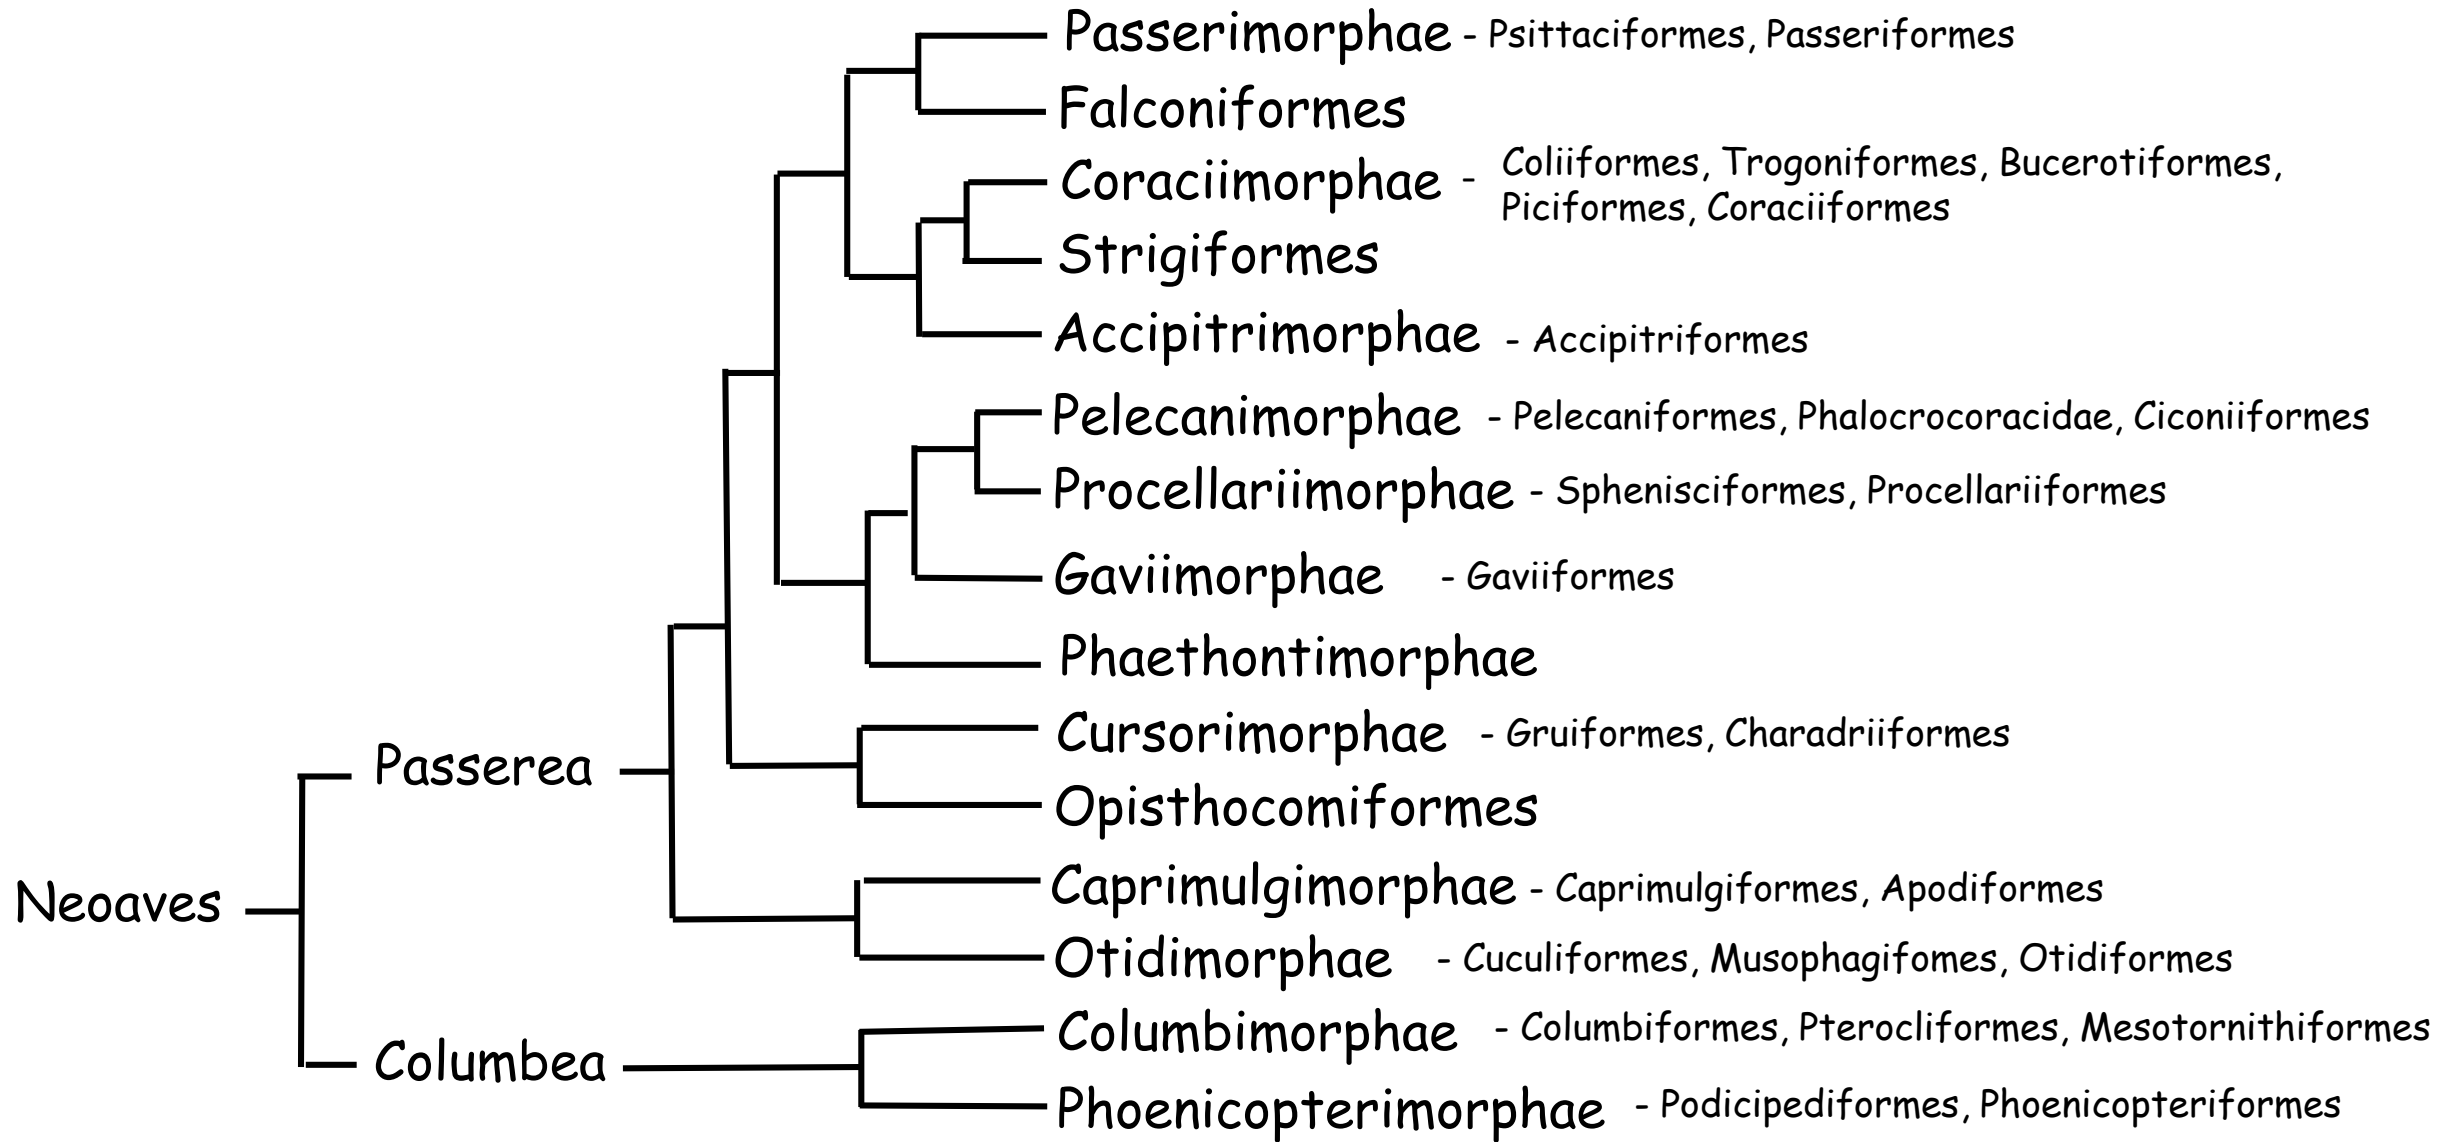 Passerimorphae - Psittaciformes, Passeriformes
Falconiformes
Coraciimorphae - Coliiformes, Trogoniformes, Bucerotiformes,
Piciformes, Coraciiformes
Strigiformes
Accipitrimorphae - Accipitriformes
Pelecanimorphae - Pelecaniformes, Phalocrocoracidae, Ciconiiformes
Procellariimorphae - Sphenisciformes, Procellariiformes
Gaviimorphae - Gaviiformes
Phaethontimorphae
Cursorimorphae - Gruiformes, Charadriiformes
Passerea
Opisthocomiformes
Caprimulgimorphae - Caprimulgiformes, Apodiformes
Neoaves
Otidimorphae - Cuculiformes, Musophagifomes, Otidiformes
Columbimorphae - Columbiformes, Pterocliformes, Mesotornithiformes
Columbea
Phoenicopterimorphae - Podicipediformes, Phoenicopteriformes